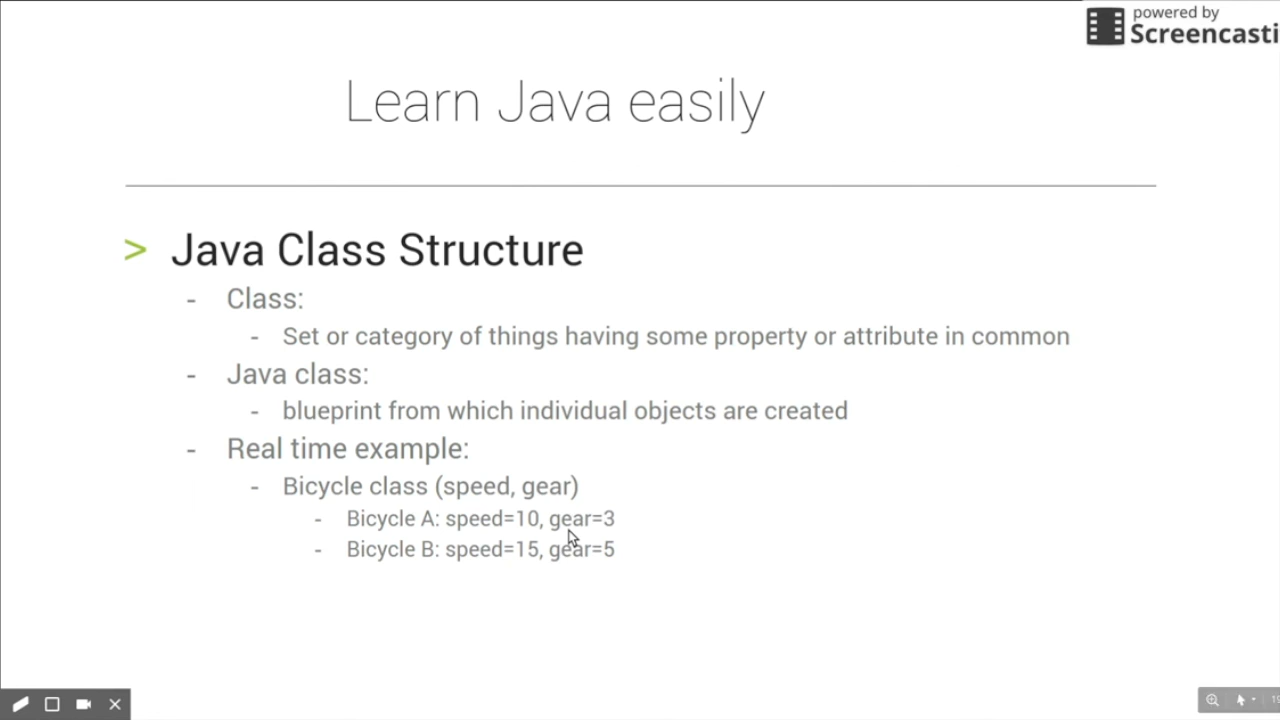 powered by
Screencasti
Learn Java easily
> Java Class Structure
- Class:
- Set or category of things having some property or attribute in common
- Java class:
- blueprint from which individual objects are created
- Real time example:
- Bicycle class (speed, gear)
- Bicycle A: speed=10, gear=3
- Bicycle B: speed=15, gear=5